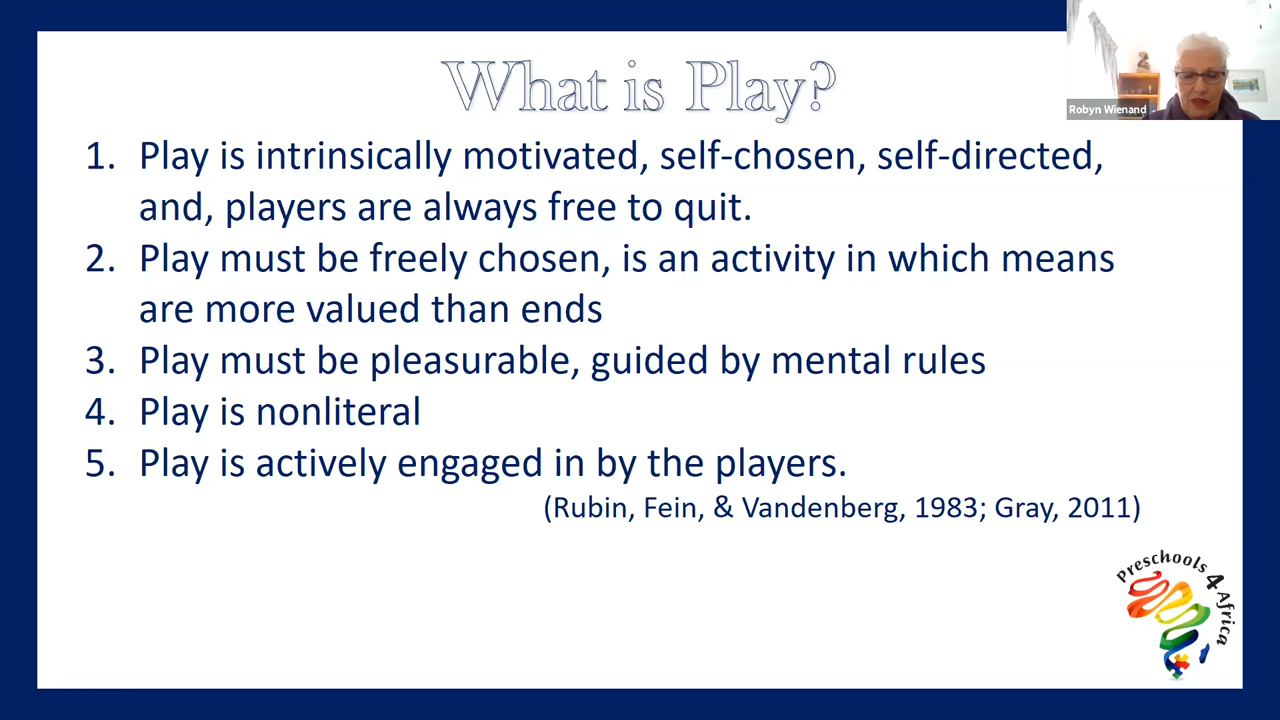 What is Play?
Robyn Wienand
1. Play is intrinsically motivated, self-chosen, self-directed,
and, players are always free to quit.
2. Play must be freely chosen, is an activity in which means
are more valued than ends
3. Play must be pleasurable, guided by mental rules
4. Play is nonliteral
5. Play is actively engaged in by the players.
(Rubin, Fein, & Vandenberg, 1983; Gray, 2011)
Preschools 4 Africa